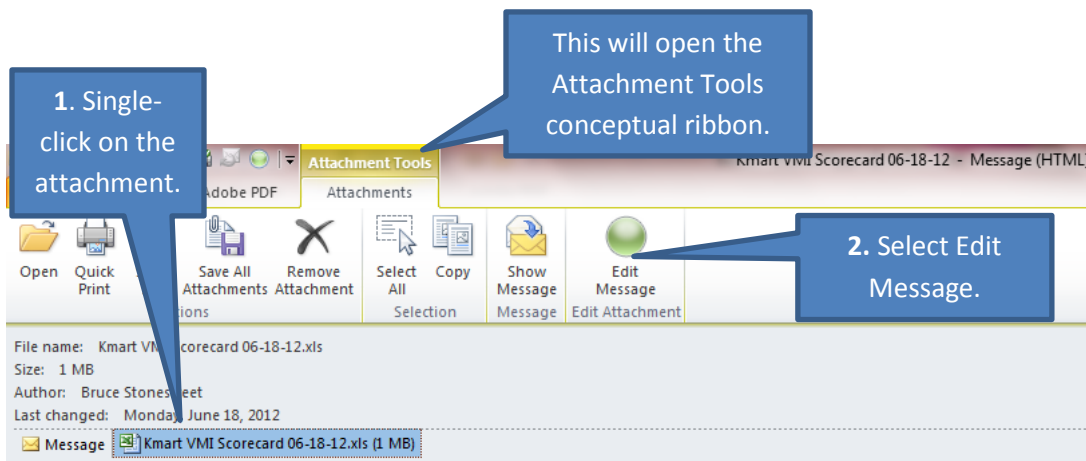 This will open the
Attachment Tools
conceptual ribbon.
1. Single-
click on the
attachment.
Attachment Tools
Kmart VMI Scorecard 06-18-12 - Message (HTML)
Adobe PDF
Attachments
2. Select Edit
Message.
Open
Quick
Print
Save All
Attachments
Remove
Attachment
Select
All
Copy
Show
Message
Edit
Message
Selection
Message
Edit Attachment
File name: Kmart VM Scorecard 06-18-12.xls
Size: 1 MB
Author: Bruce
Last changed: Monday, June 18, 2012
Message
Kmart VMI Scorecard 06-18-12.xls (1 MB)